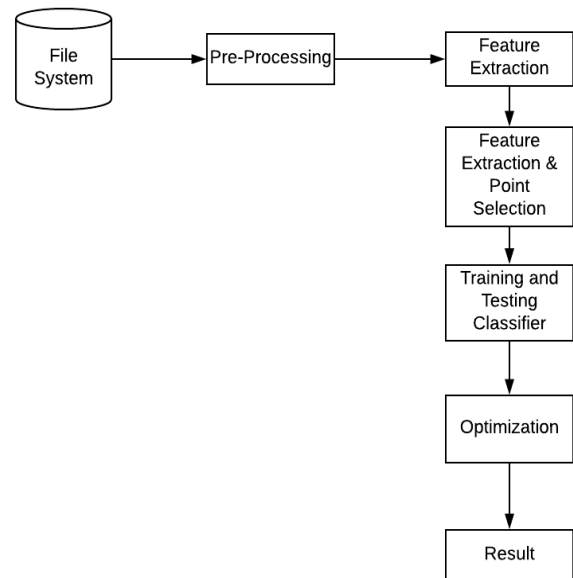 File
System
Pre-Processing
Feature
Extraction
Feature
Extraction &
Point
Selection
Training and
Testing
Classifier
Optimization
Result